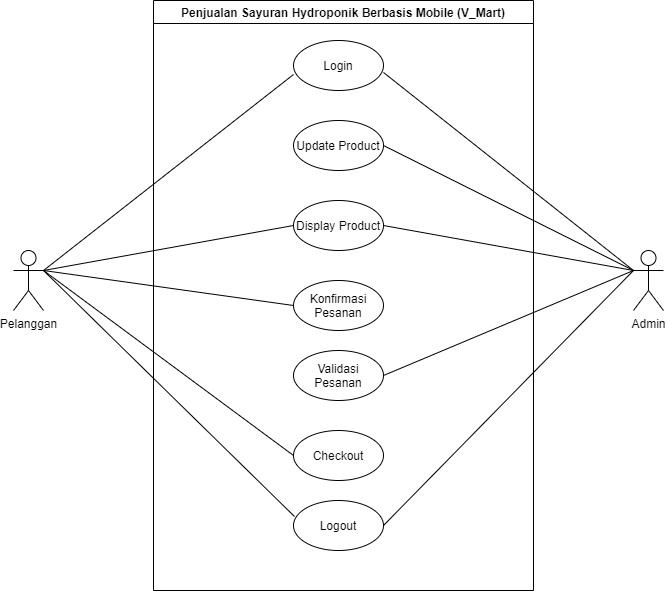 Penjualan Sayuran Hydroponik Berbasis Mobile (V_Mart)
Login
Update Product
Display Product
Konfirmasi
Pesanan
Validasi
Pesanan
Checkout
Logout
Pelanggan
Admin